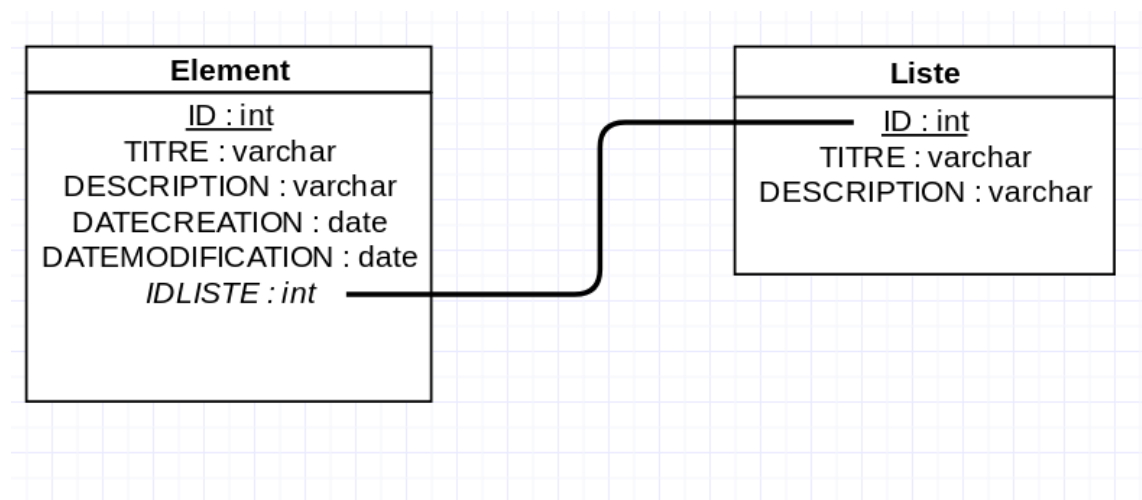 Element
ID : int
TITRE : varchar
DESCRIPTION : varchar
DATECREATION : date
DATEMODIFICATION : date
IDLISTE : int
Liste
ID : int
TITRE : varchar
DESCRIPTION : varchar